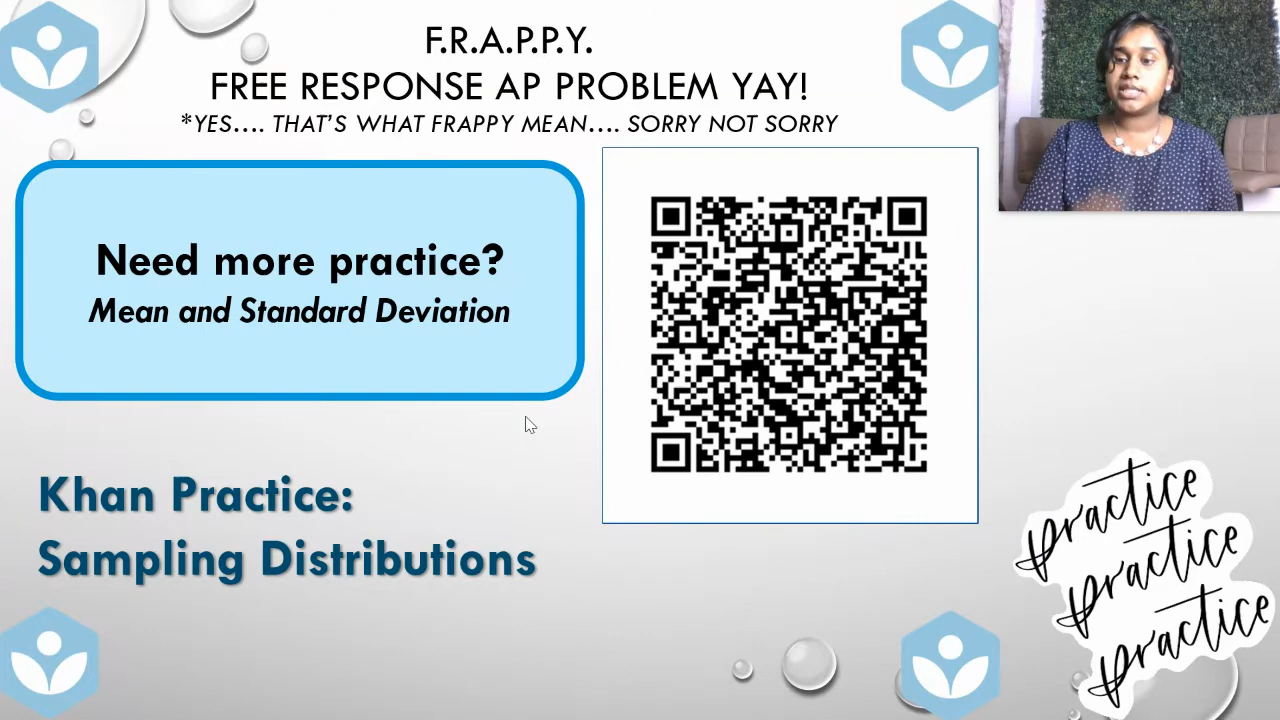 F.R.A.P.P.Y.
FREE RESPONSE AP PROBLEM YAY!
*YES.... THAT'S WHAT FRAPPY MEAN.... SORRY NOT SORRY
Need more practice?
Mean and Standard Deviation
Khan Practice:
Sampling Distributions
practice
practice
practice